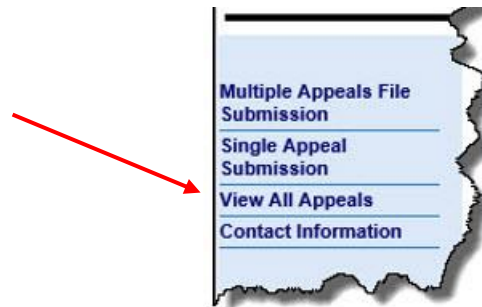 Multiple Appeals File
Submission
Single Appeal
Submission
View All Appeals
Contact Information